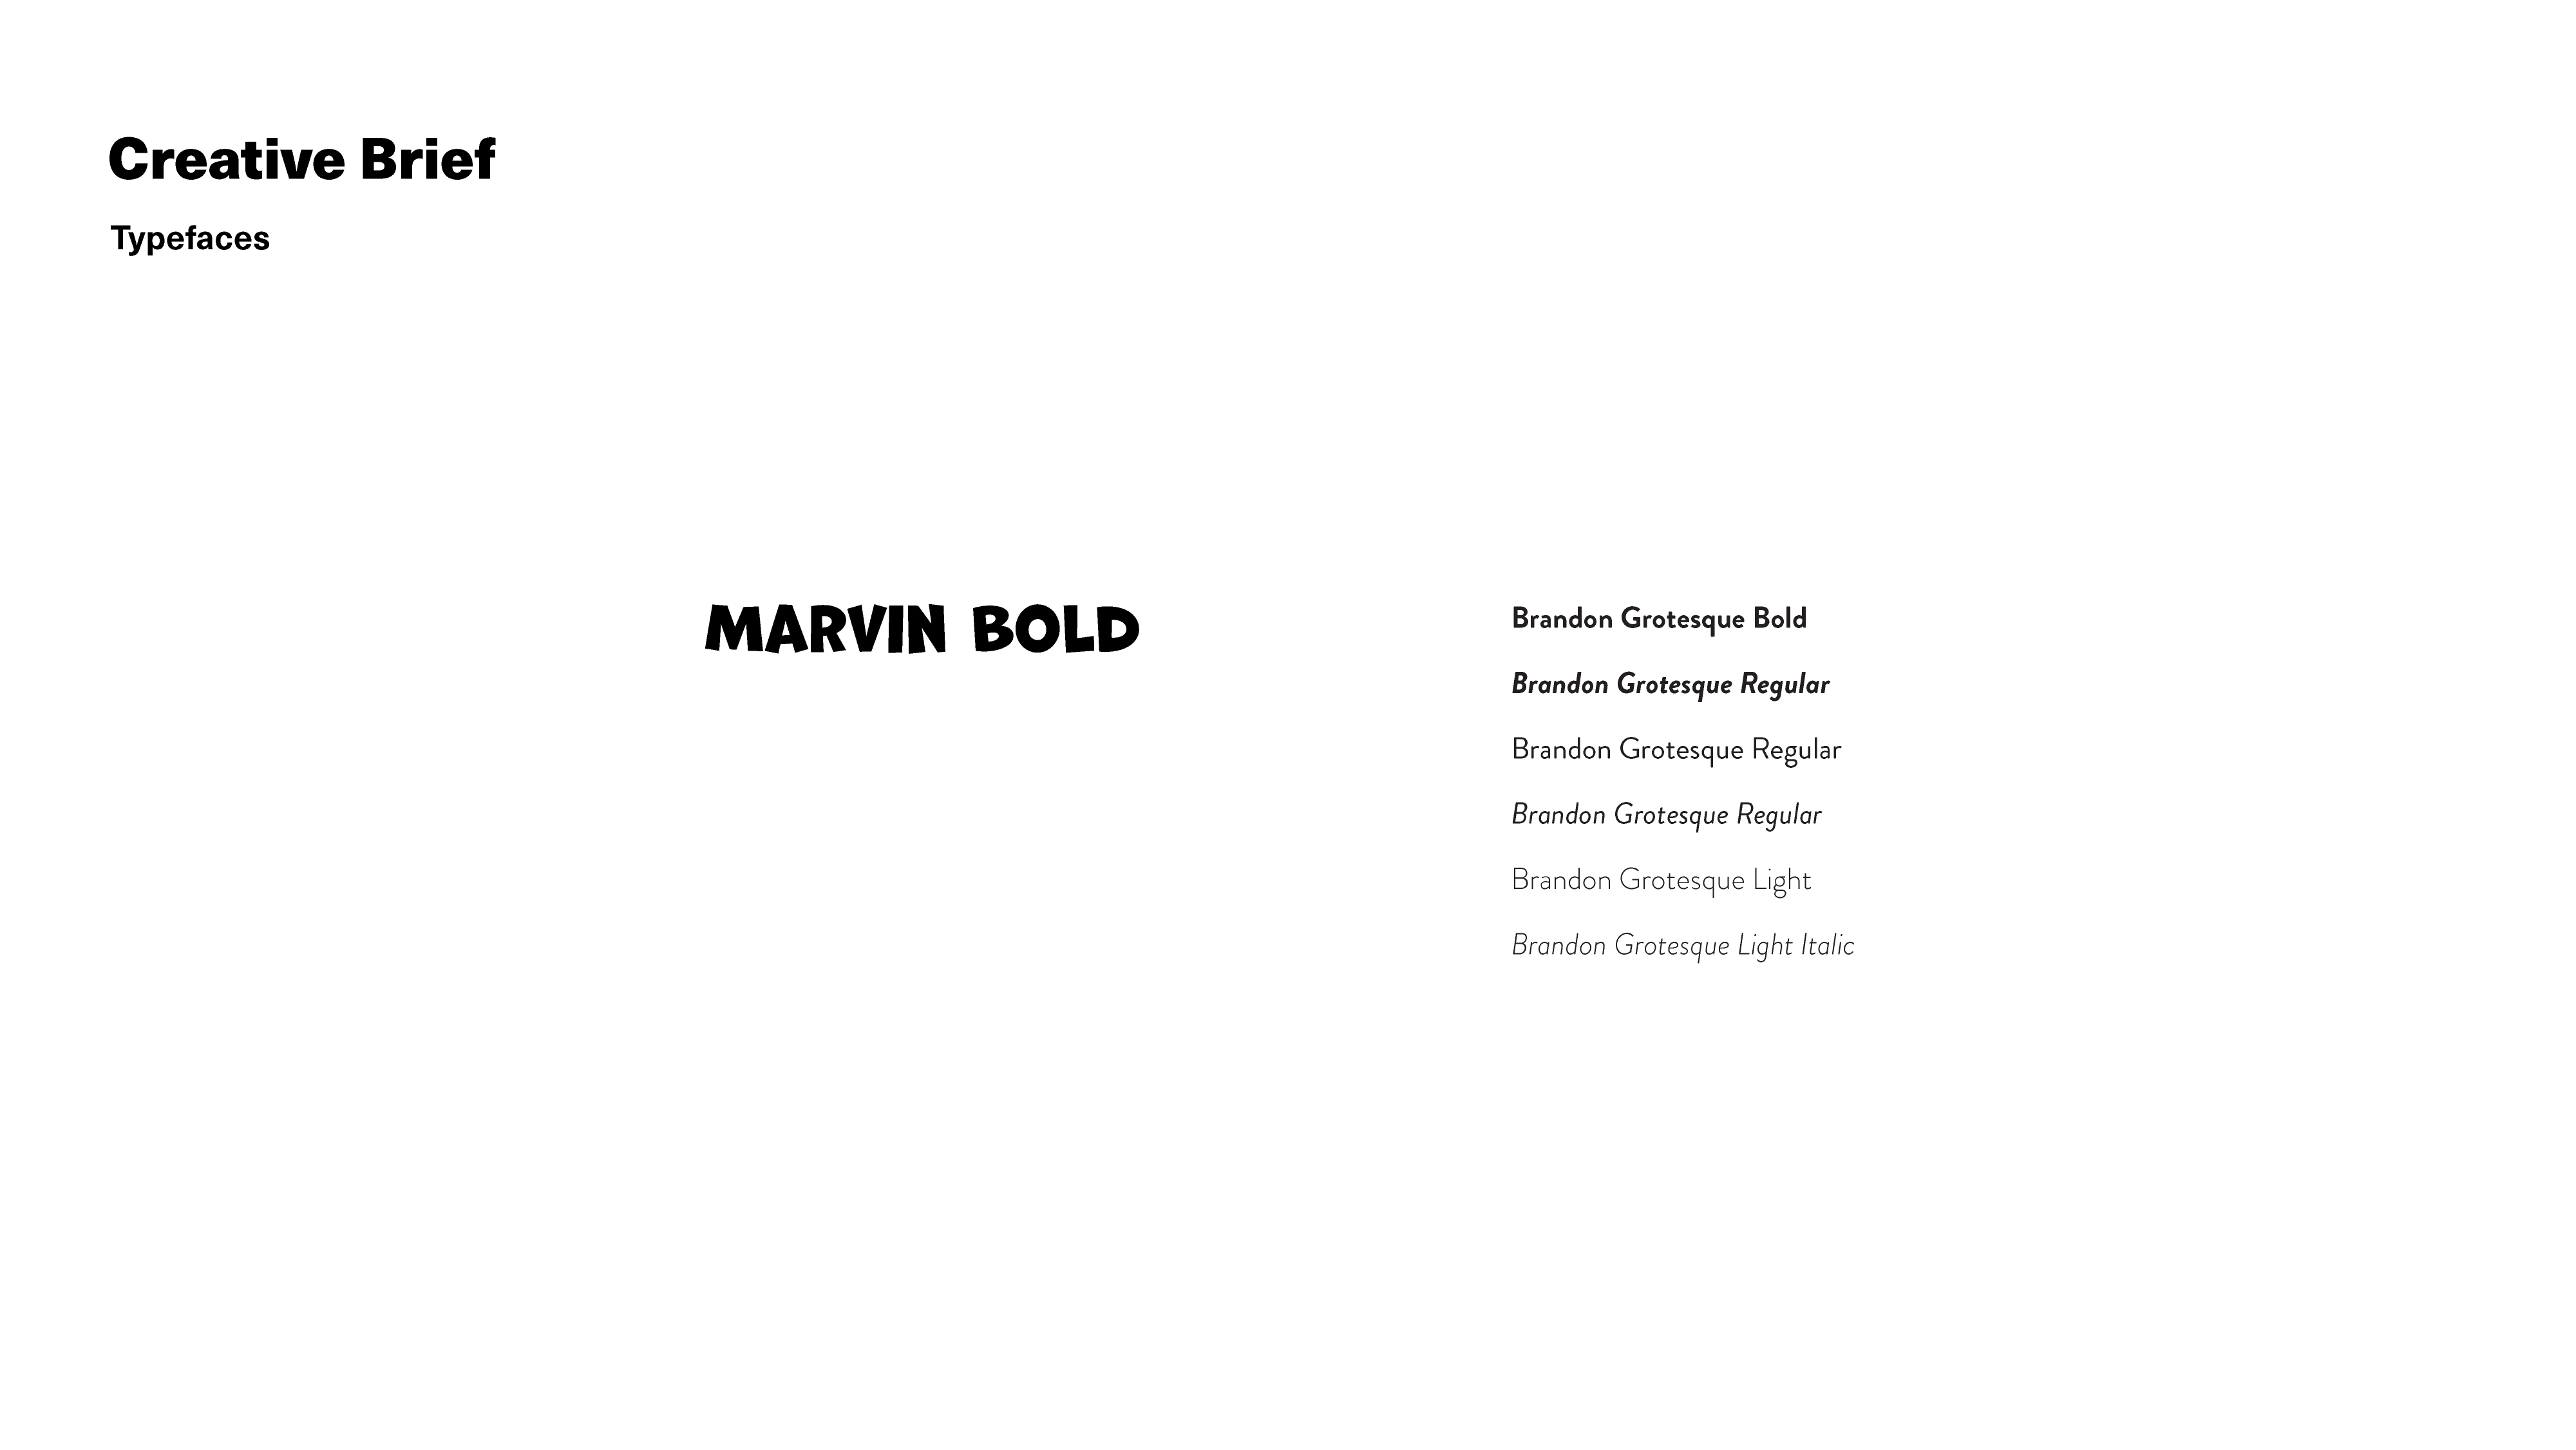 Creative Brief
Typefaces
MARVIN BOLD
Brandon Grotesque Bold
Brandon Grotesque Regular
Brandon Grotesque Regular
Brandon Grotesque Regular
Brandon Grotesque Light
Brandon Grotesque Light Italic